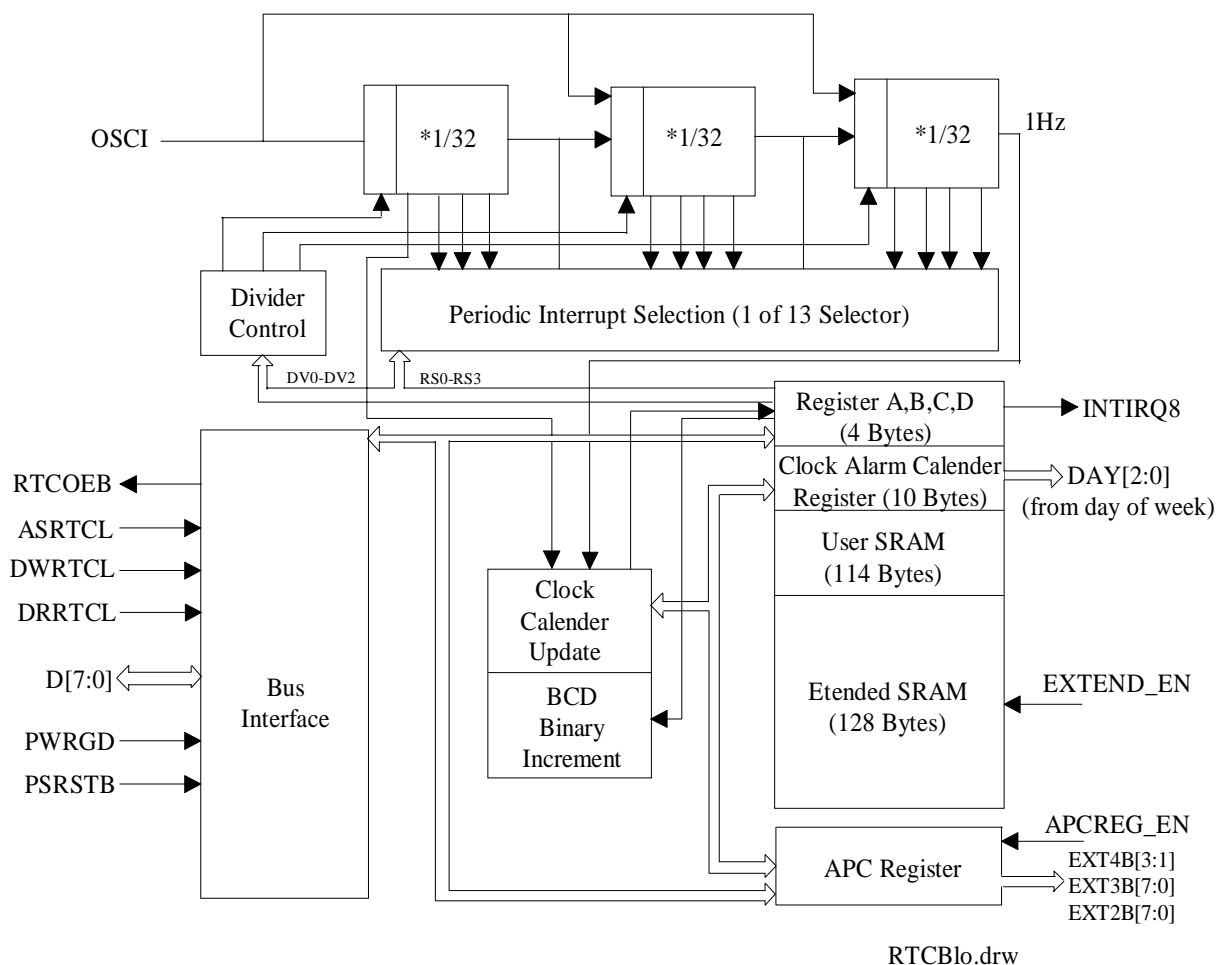 OSCI
*1/32
*1/32
*1/32
1Hz
Divider
Control
Periodic Interrupt Selection (1 of 13 Selector)
DV0-DV2
RS0-RS3
Register A,B,C,D
(4 Bytes)
INTIRQ8
Clock Alarm Calender
Register (10 Bytes)
DAY[2:0]
(from day of week)
User SRAM
(114 Bytes)
Etended SRAM
(128 Bytes)
EXTEND_EN
RTCOEB
ASRTCL
DWRTCL
DRRTCL
D[7:0]
PWRGD
PSRSTB
Bus
Interface
Clock
Calender
Update
BCD
Binary
Increment
APC Register
APCREG_EN
EXT4B[3:1]
EXT3B[7:0]
EXT2B[7:0]
RTCBlo.drw